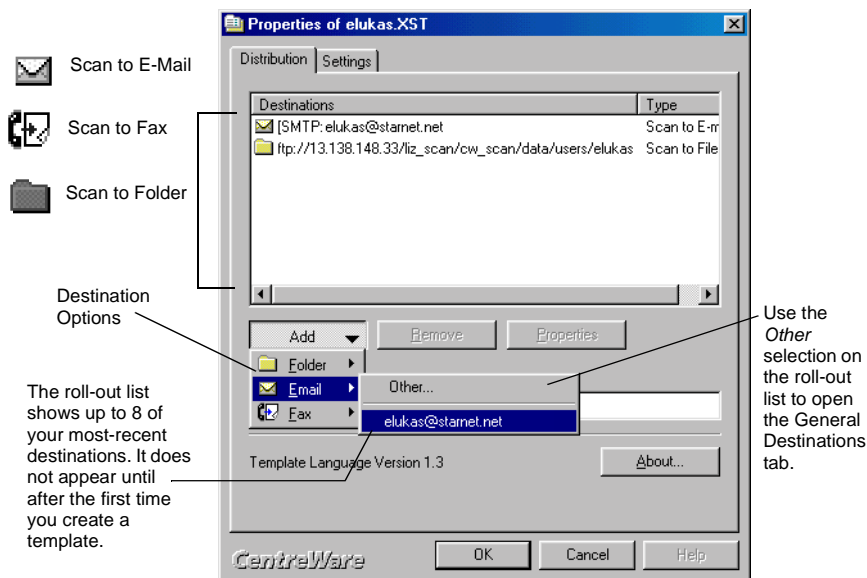 Properties of elukas.XST
Scan to E-Mail
Scan to Fax
Scan to Folder
Distribution
Settings
Destinations
Type
[SMTP: elukas@starnet.net
Scan to E-m
ftp://13.138.148.33/liz_scan/cw_scan/data/users/elukas
Scan to File
Destination
Options
Add
Remove
Properties
Folder
Email
Fax
Other...
elukas@starnet.net
The roll-out list
shows up to 8 of
your most-recent
destinations. It does
not appear until
after the first time
you create a
template.
Use the
Other
selection on
the roll-out
list to open
the General
Destinations
tab.
Template Language Version 1.3
About...
CentreWare
OK
Cancel
Help